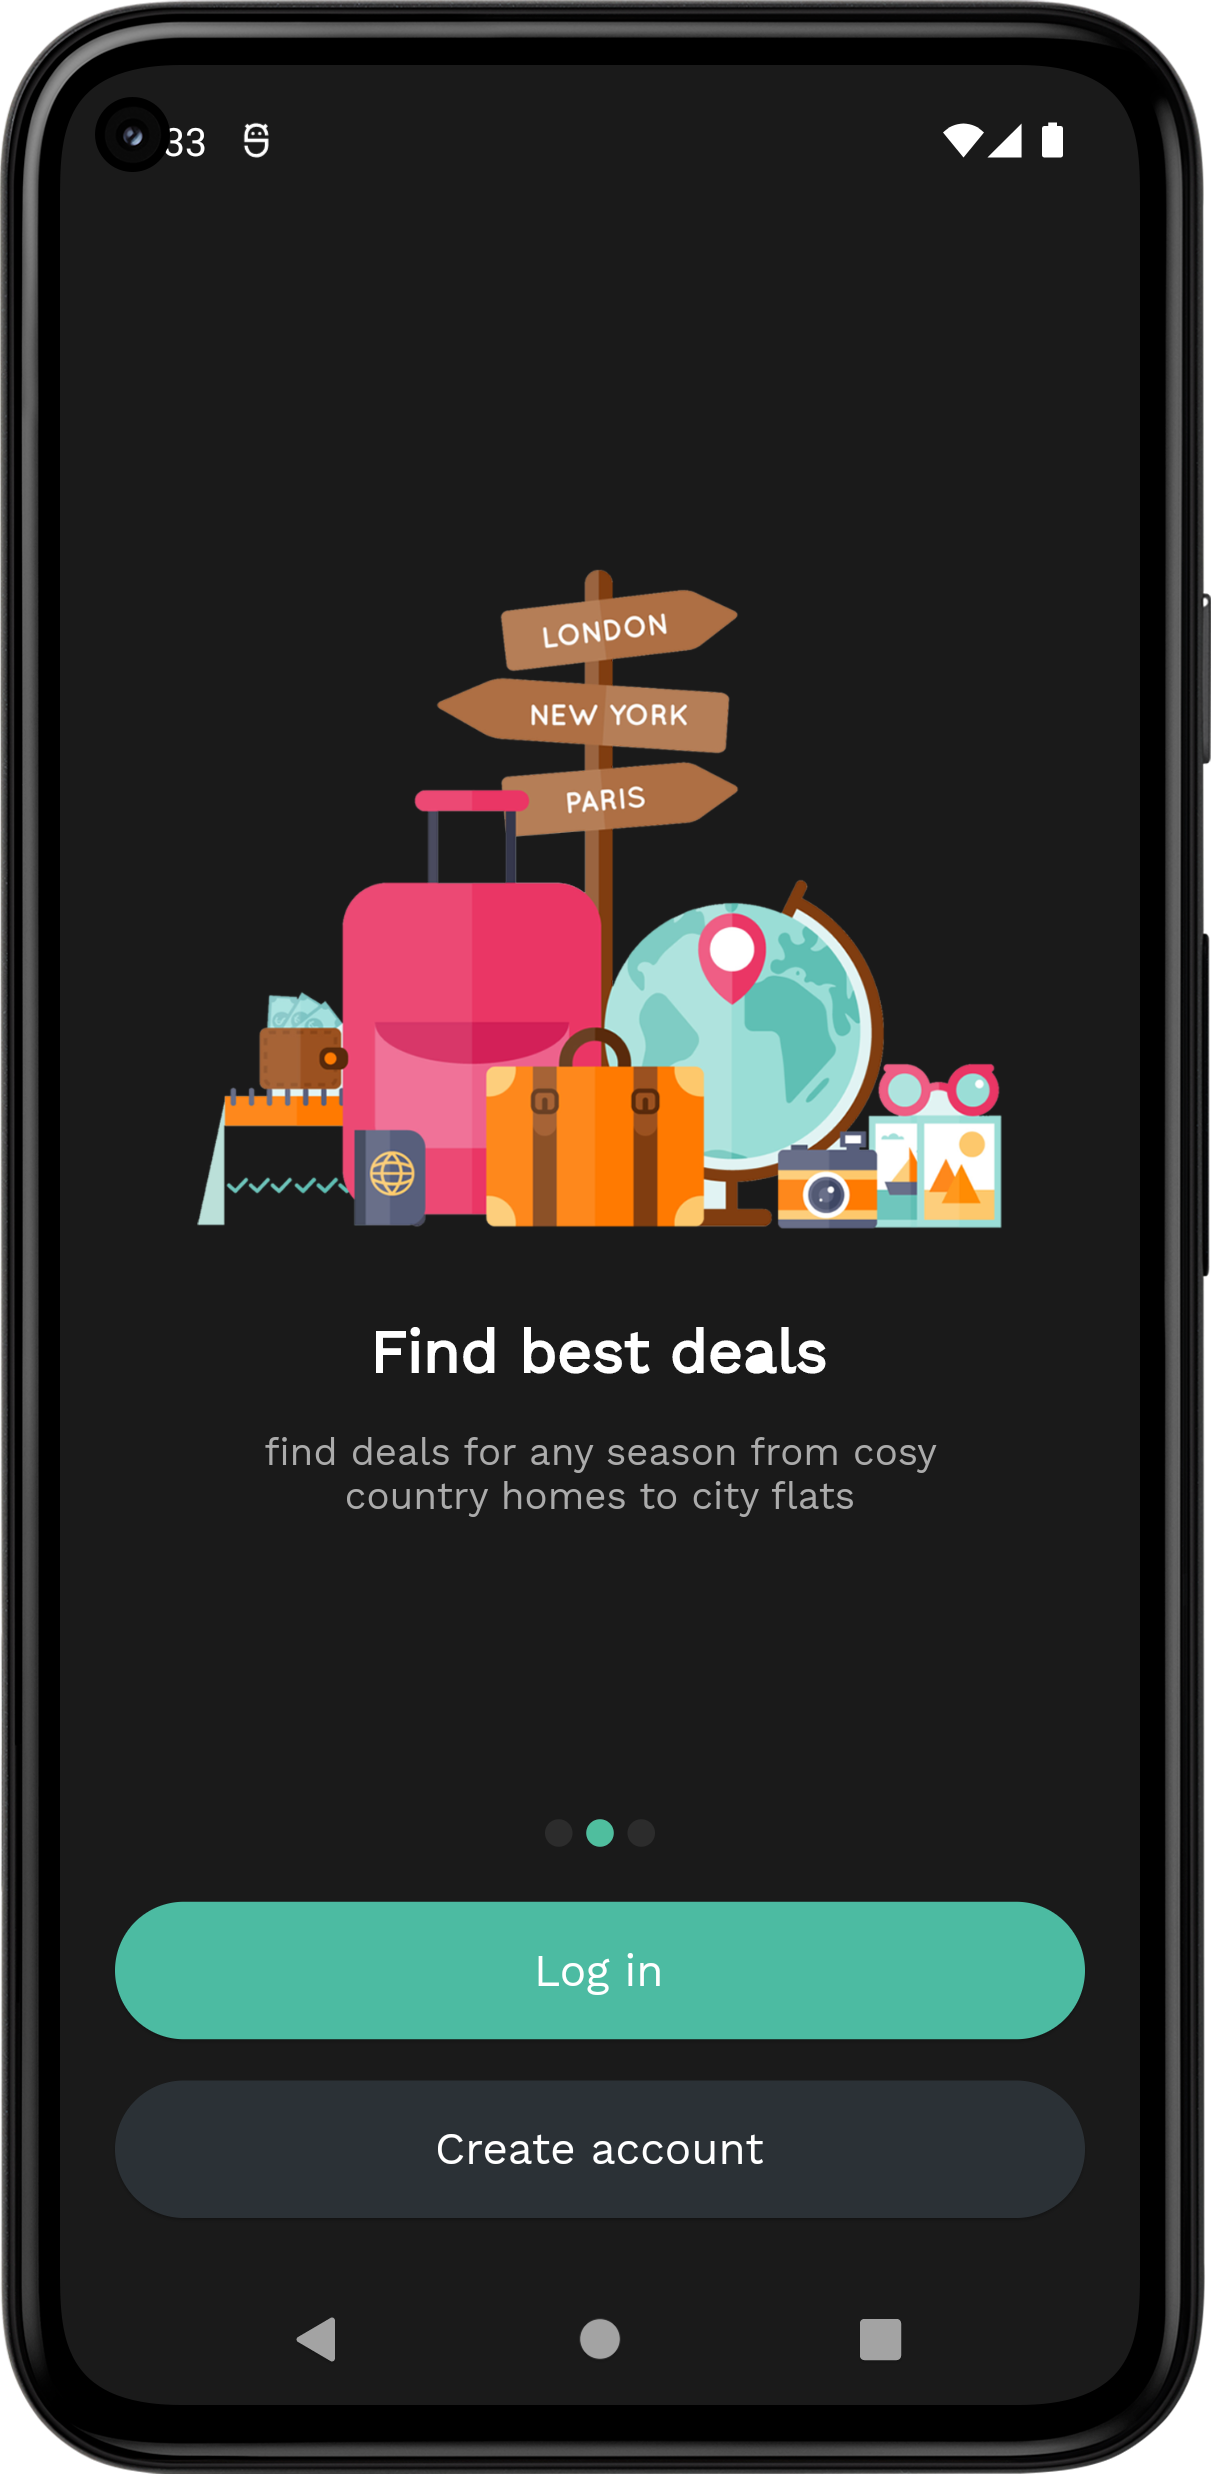 33
LONDON
NEW YORK
PARIS
Find best deals
find deals for any season from cosy
country homes to city flats
Log in
Create account